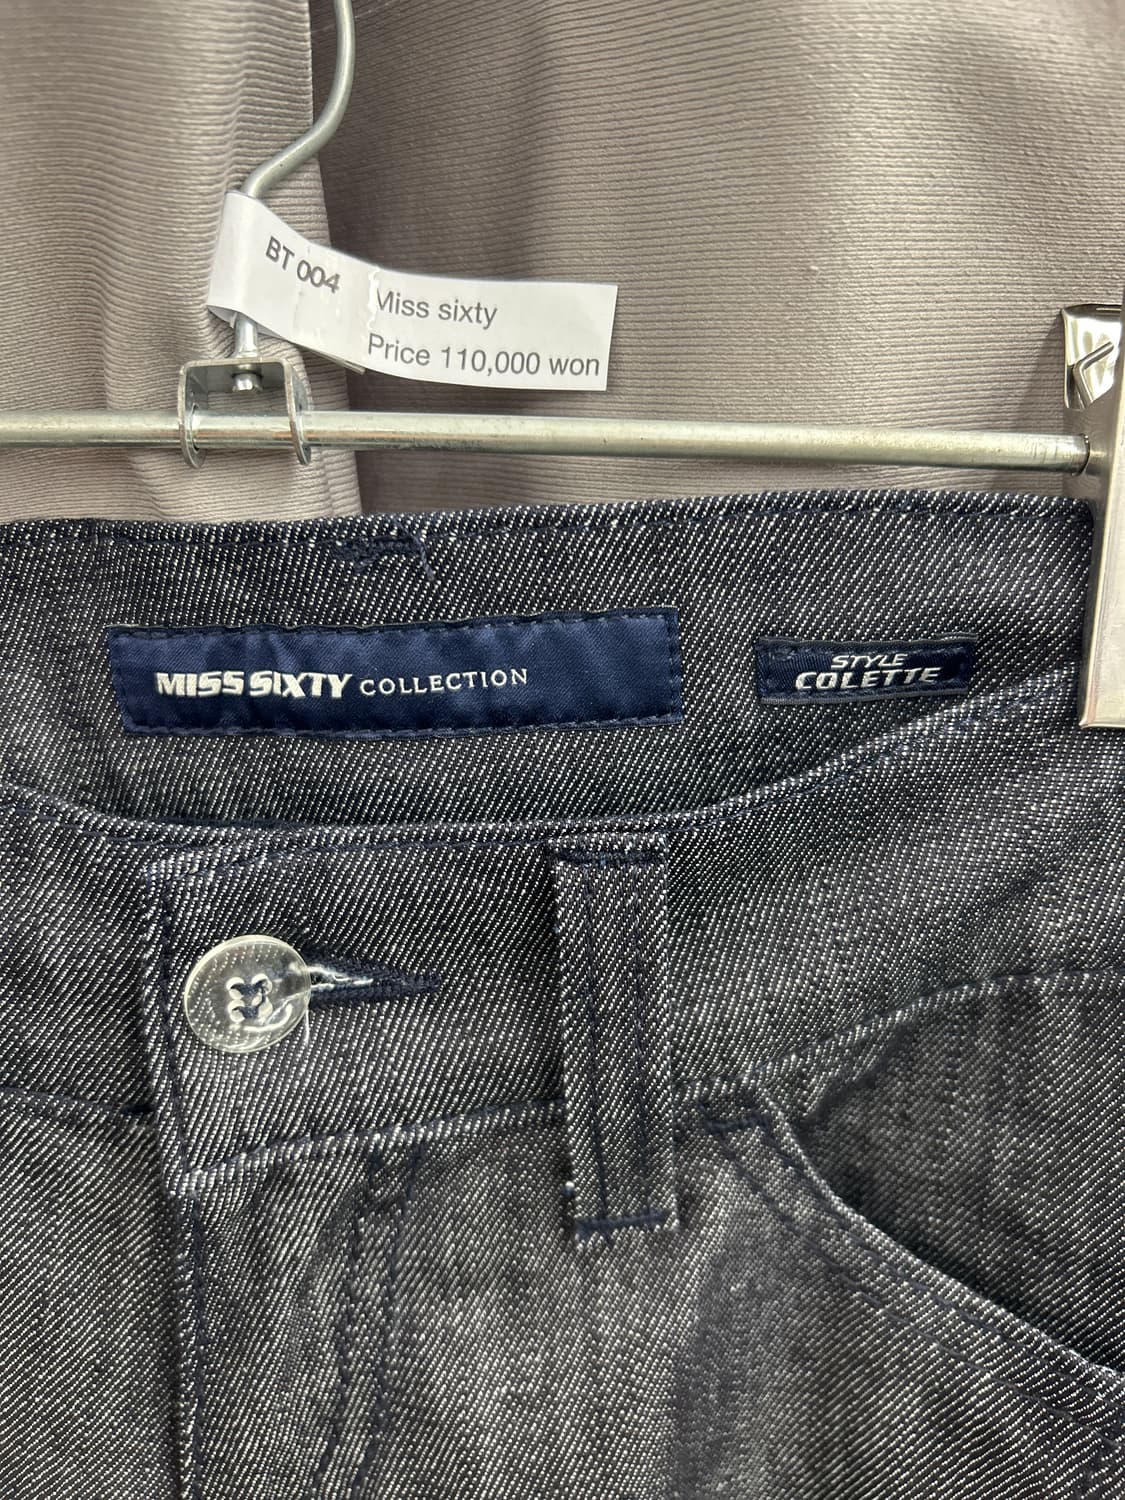 BT 004
Miss sixty
Price 110,000 won
MISS SIXTY COLLECTION
STYLE
COLETTE